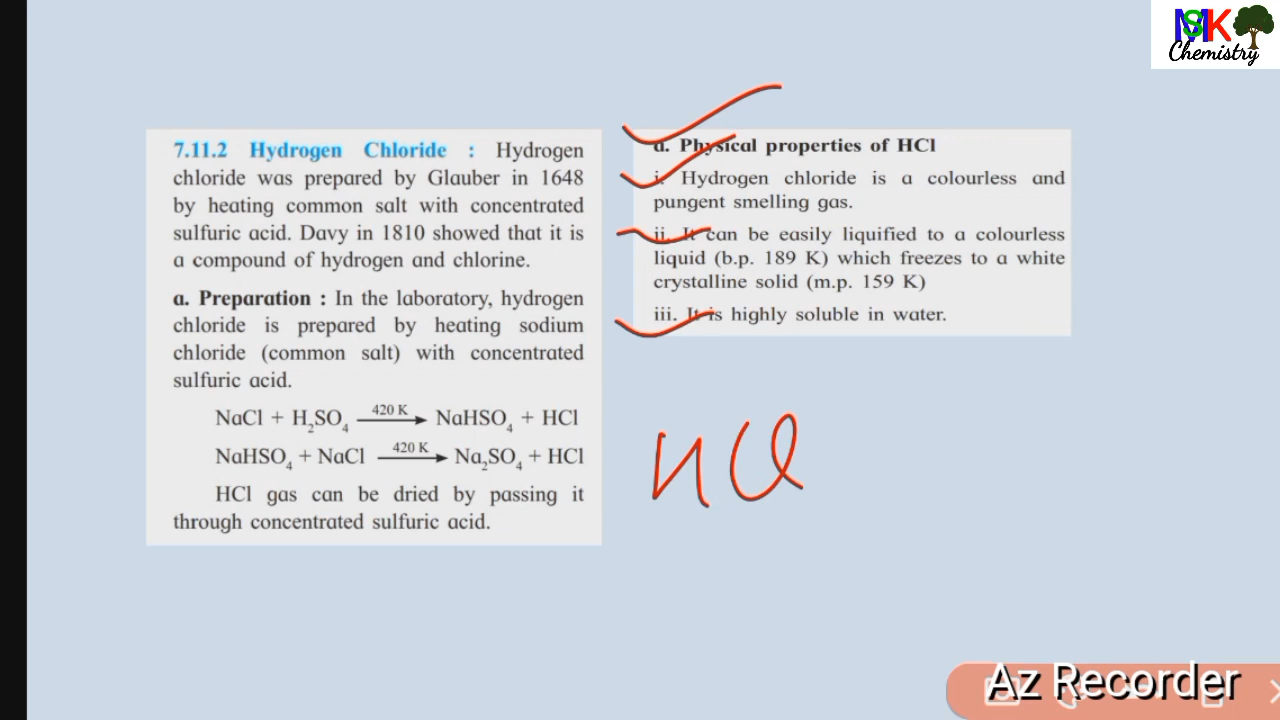 MSK
Chemistry
7.11.2 Hydrogen Chloride : Hydrogen
chloride was prepared by Glauber in 1648
by heating common salt with concentrated
sulfuric acid. Davy in 1810 showed that it is
a compound of hydrogen and chlorine.
a. Preparation : In the laboratory, hydrogen
chloride is prepared by heating sodium
chloride (common salt) with concentrated
sulfuric acid.
NaCl + H₂SO₄ —420 K→ NaHSO₄ + HCl
NaHSO₄ + NaCl —420 K→ Na₂SO₄ + HCl
HCl gas can be dried by passing it
through concentrated sulfuric acid.
d. Physical properties of HCl
i. Hydrogen chloride is a colourless and
pungent smelling gas.
ii. It can be easily liquified to a colourless
liquid (b.p. 189 K) which freezes to a white
crystalline solid (m.p. 159 K)
iii. It is highly soluble in water.
HCl
Az Recorder